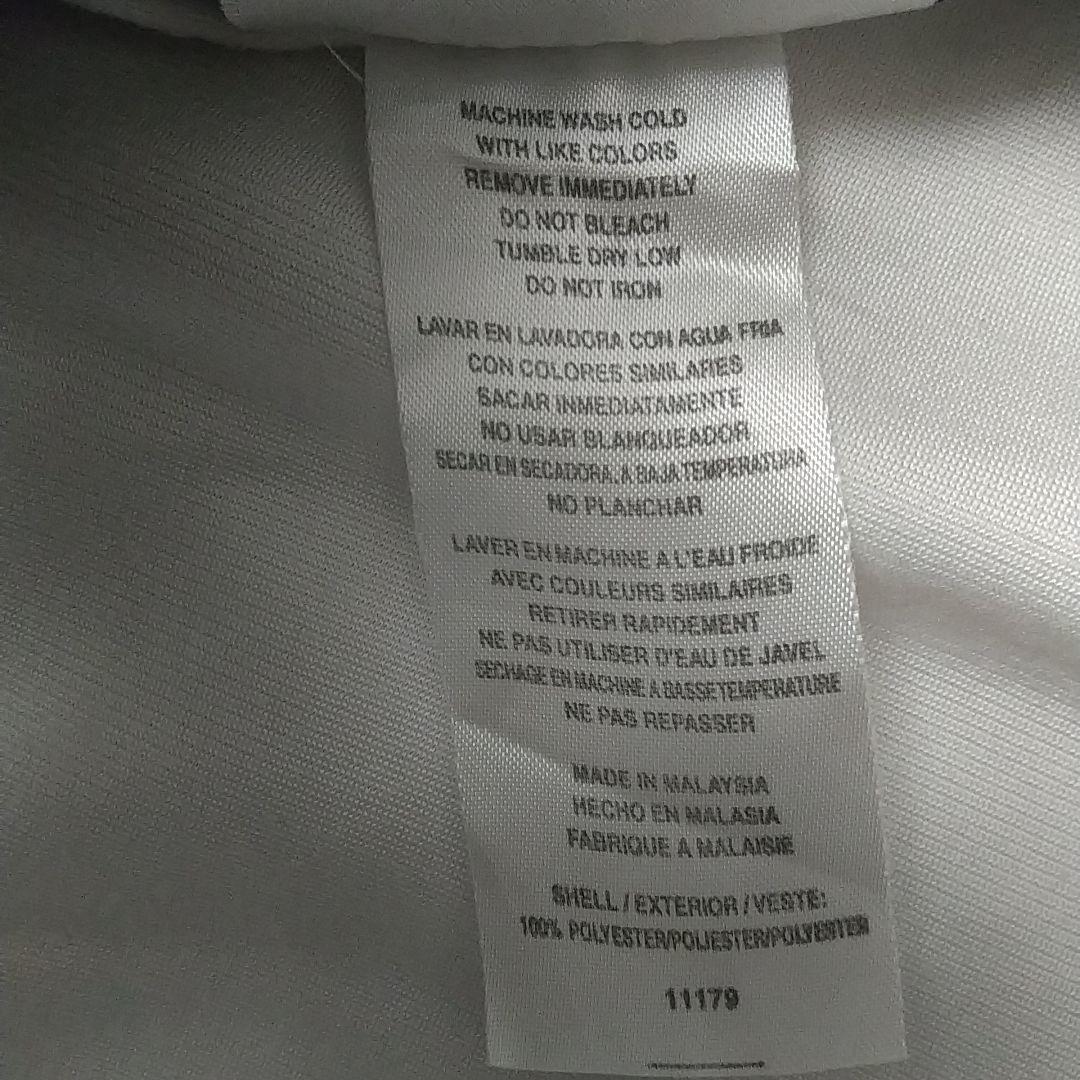 MACHINE WASH COLD
WITH LIKE COLORS
REMOVE IMMEDIATELY
DO NOT BLEACH
TUMBLE DRY LOW
DO NOT IRON
LAVAR EN LAVADORA CON AGUA FRIA
CON COLORES SIMILARES
SACAR INMEDIATAMENTE
NO USAR BLANQUEADOR
SECAR EN SECADORA, A BAJA TEMPERATURA
NO PLANCHAR
LAVER EN MACHINE A L'EAU FROIDE
AVEC COULEURS SIMILAIRES
RETIRER RAPIDEMENT
NE PAS UTILISER D'EAU DE JAVEL
SECHAGE EN MACHINE A BASSE TEMPERATURE
NE PAS REPASSER
MADE IN MALAYSIA
HECHO EN MALASIA
FABRIQUE A MALAISIE
SHELL / EXTERIOR / VESTE:
100% POLYESTER/POLIESTER/POLYESTER
11179